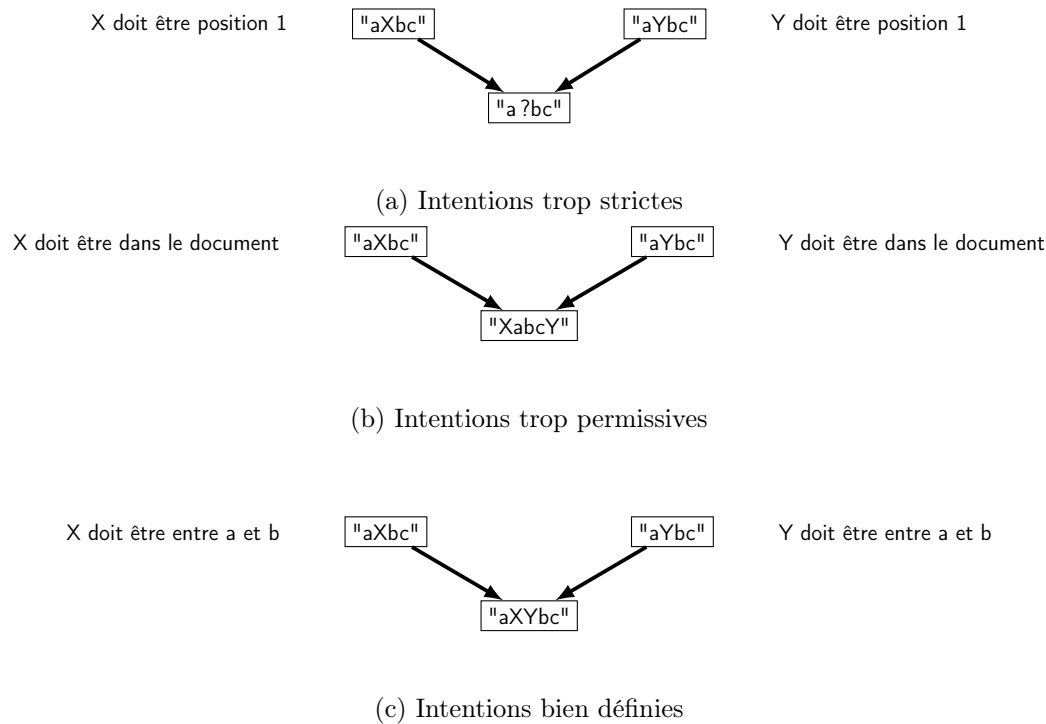 X doit être position 1 "aXbc" "aYbc" Y doit être position 1
"a ?bc"
(a) Intentions trop strictes
X doit être dans le document "aXbc" "aYbc" Y doit être dans le document
"XabcY"
(b) Intentions trop permissives
X doit être entre a et b "aXbc" "aYbc" Y doit être entre a et b
"aXYbc"
(c) Intentions bien définies